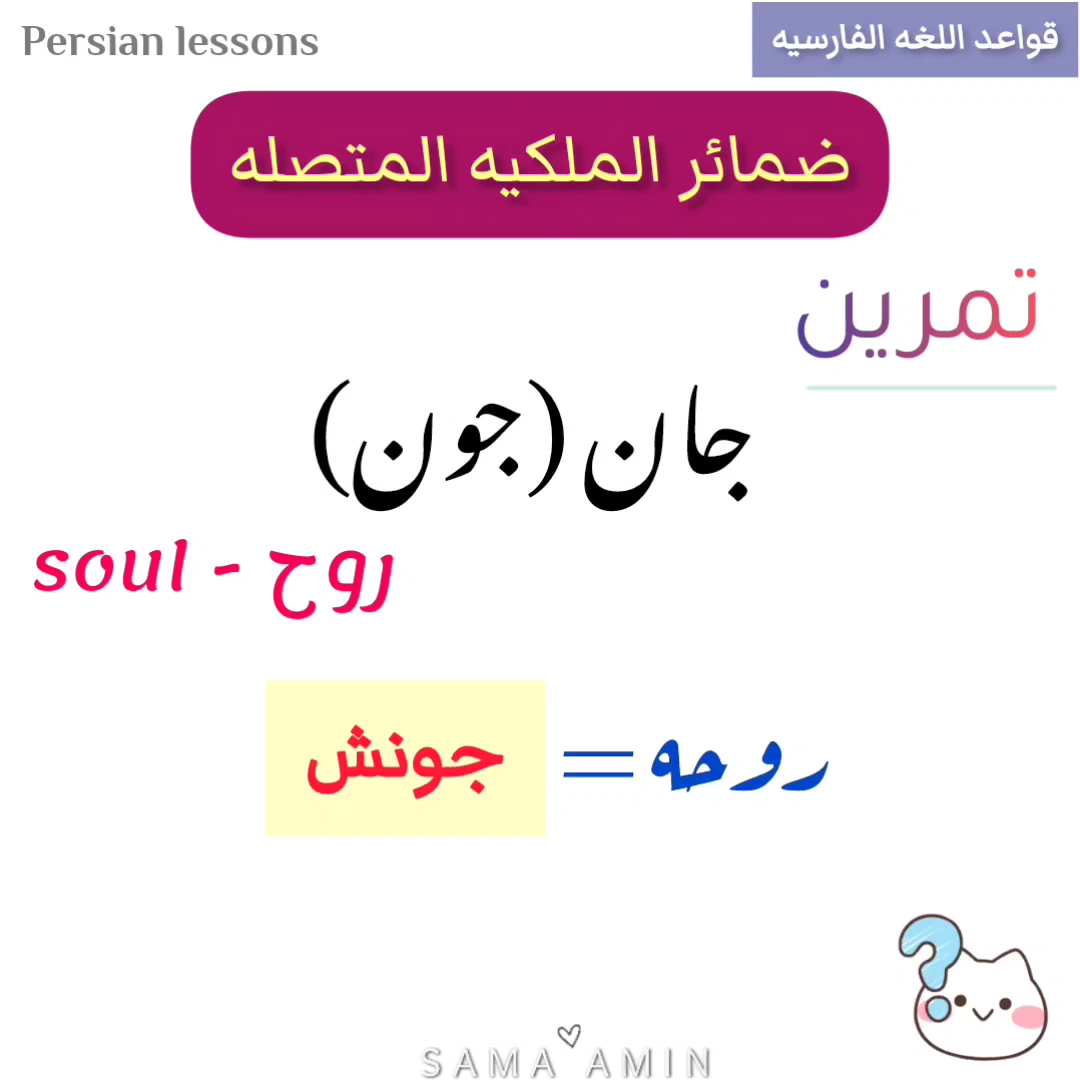 Persian lessons
قواعد اللغه الفارسيه
ضمائر الملكيه المتصله
تمرين
جان (جون)
روح - soul
روحه = جونش
?
SAMA AMIN